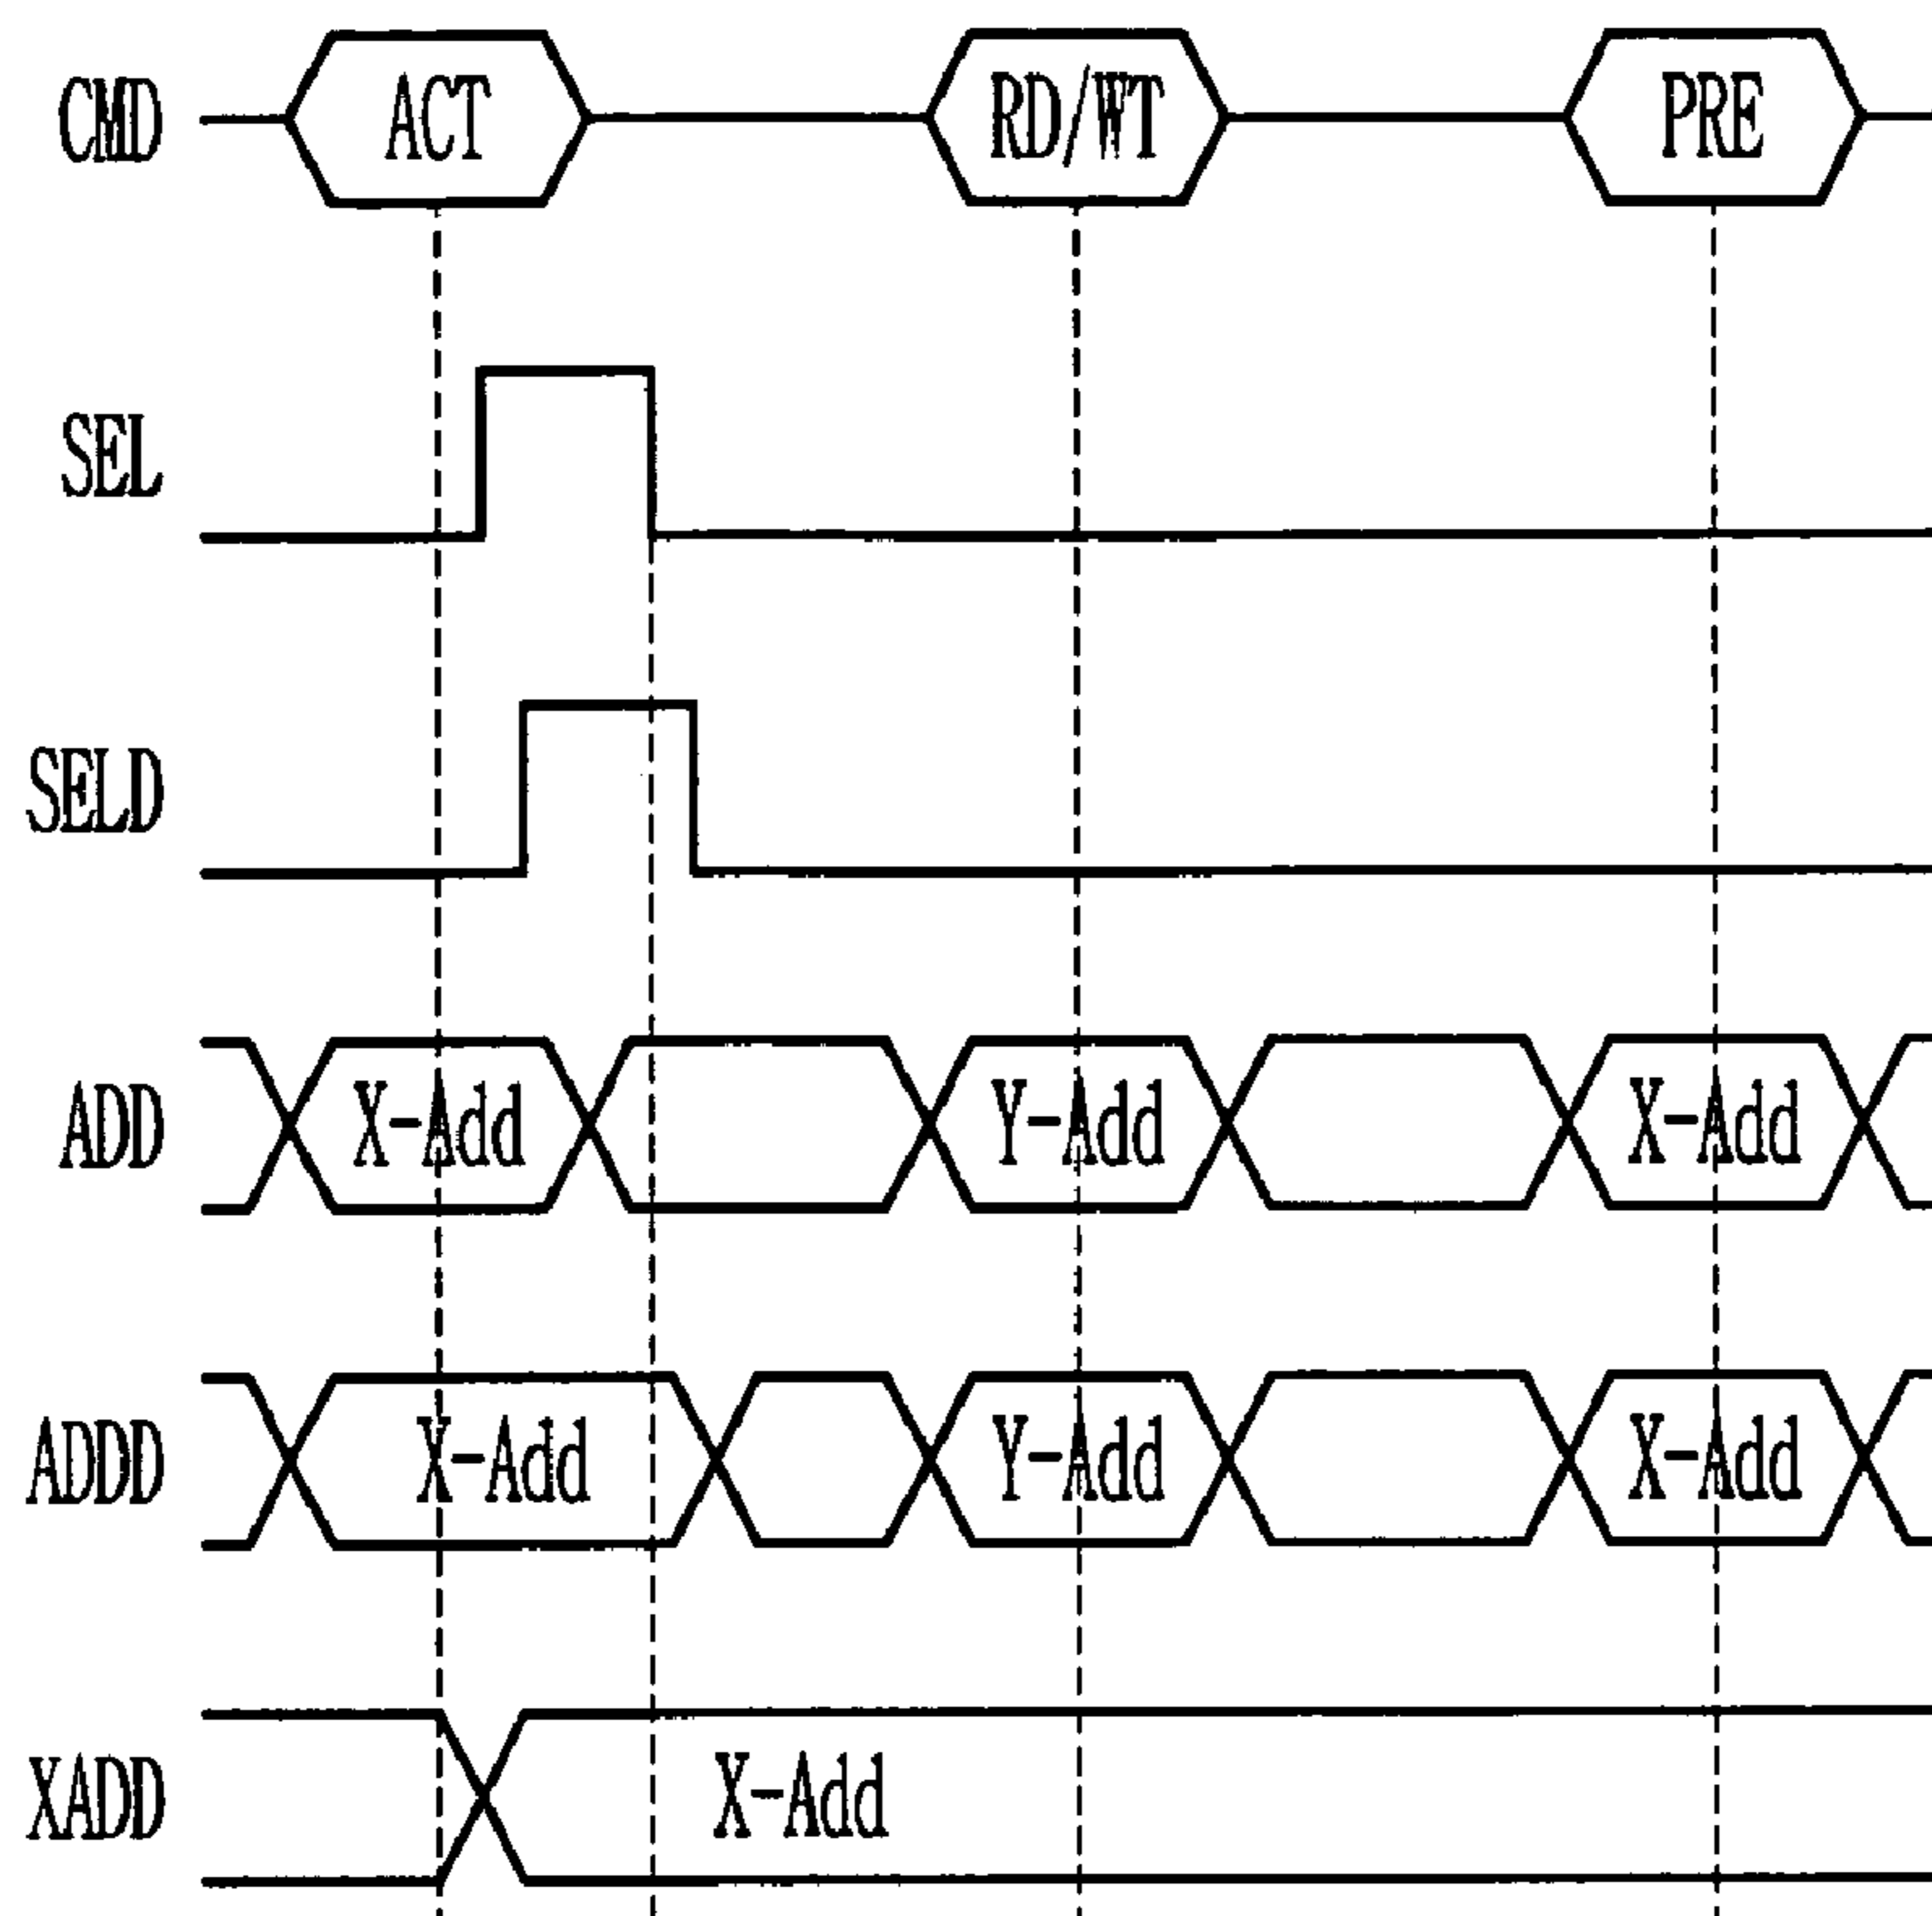 CMD ACT RD/WT PRE
SEL
SELD
ADD X-Add Y-Add X-Add
ADDD X-Add Y-Add X-Add
XADD X-Add